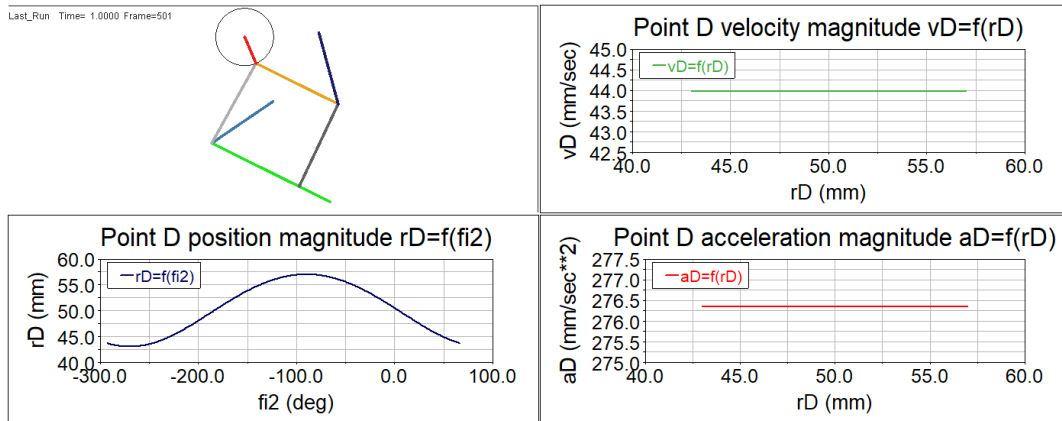 Last_Run Time= 1.0000 Frame=501
Point D velocity magnitude vD=f(rD)
vD=f(rD)
vD (mm/sec)
45.0
44.5
44.0
43.5
43.0
42.5
40.0 45.0 50.0 55.0 60.0
rD (mm)
Point D position magnitude rD=f(fi2)
rD=f(fi2)
rD (mm)
60.0
55.0
50.0
45.0
40.0
-300.0 -200.0 -100.0 0.0 100.0
fi2 (deg)
Point D acceleration magnitude aD=f(rD)
aD=f(rD)
aD (mm/sec**2)
277.5
277.0
276.5
276.0
275.5
275.0
40.0 45.0 50.0 55.0 60.0
rD (mm)